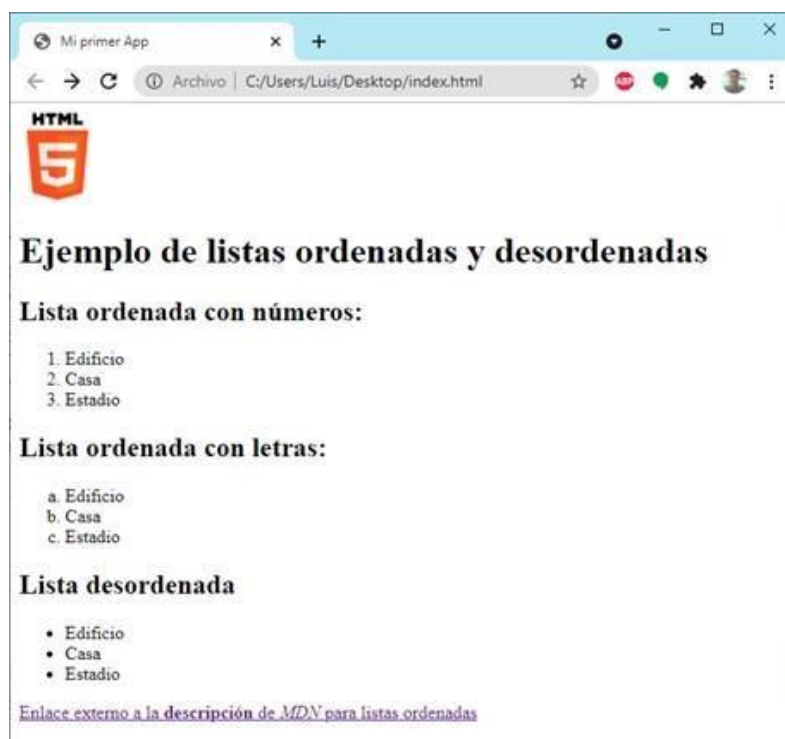 Mi primer App
Archivo | C:/Users/Luis/Desktop/index.html
ABP
HTML
5
Ejemplo de listas ordenadas y desordenadas
Lista ordenada con números:
1. Edificio
2. Casa
3. Estadio
Lista ordenada con letras:
a. Edificio
b. Casa
c. Estadio
Lista desordenada
• Edificio
• Casa
• Estadio
Enlace externo a la descripción de MDN para listas ordenadas